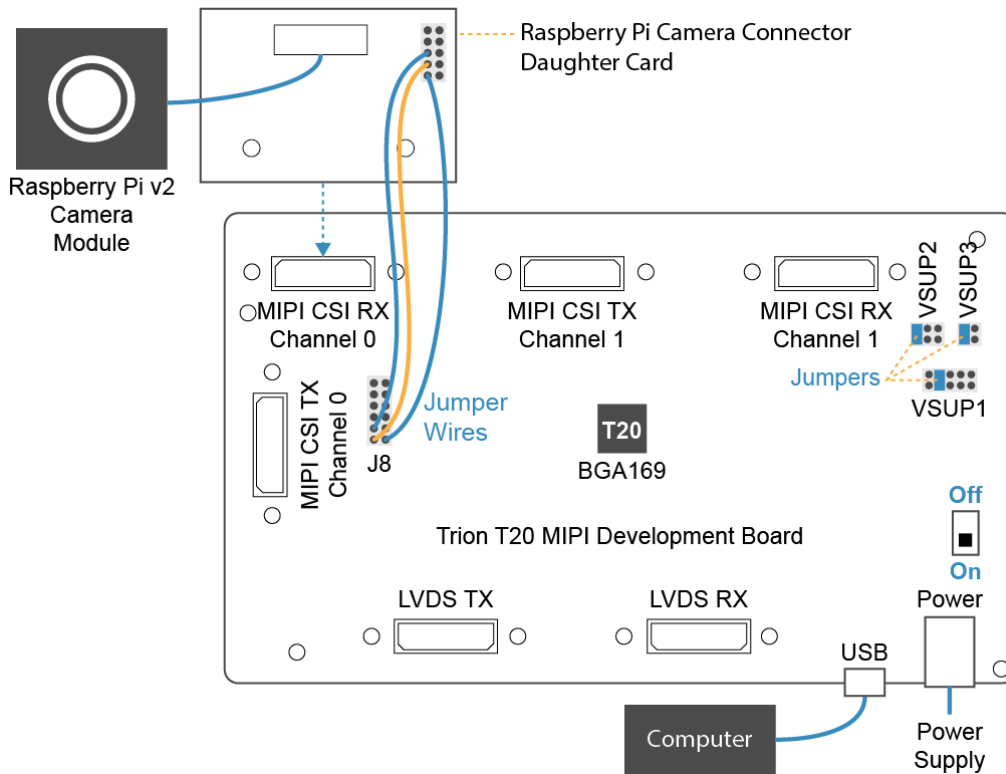 Raspberry Pi Camera Connector
Daughter Card
Raspberry Pi v2
Camera
Module
MIPI CSI RX
Channel 0
MIPI CSI TX
Channel 1
MIPI CSI RX
Channel 1
VSUP2
VSUP3
Jumpers
VSUP1
MIPI CSI TX
Channel 0
Jumper
Wires
J8
T20
BGA169
Off
On
Trion T20 MIPI Development Board
Power
LVDS TX
LVDS RX
USB
Computer
Power
Supply